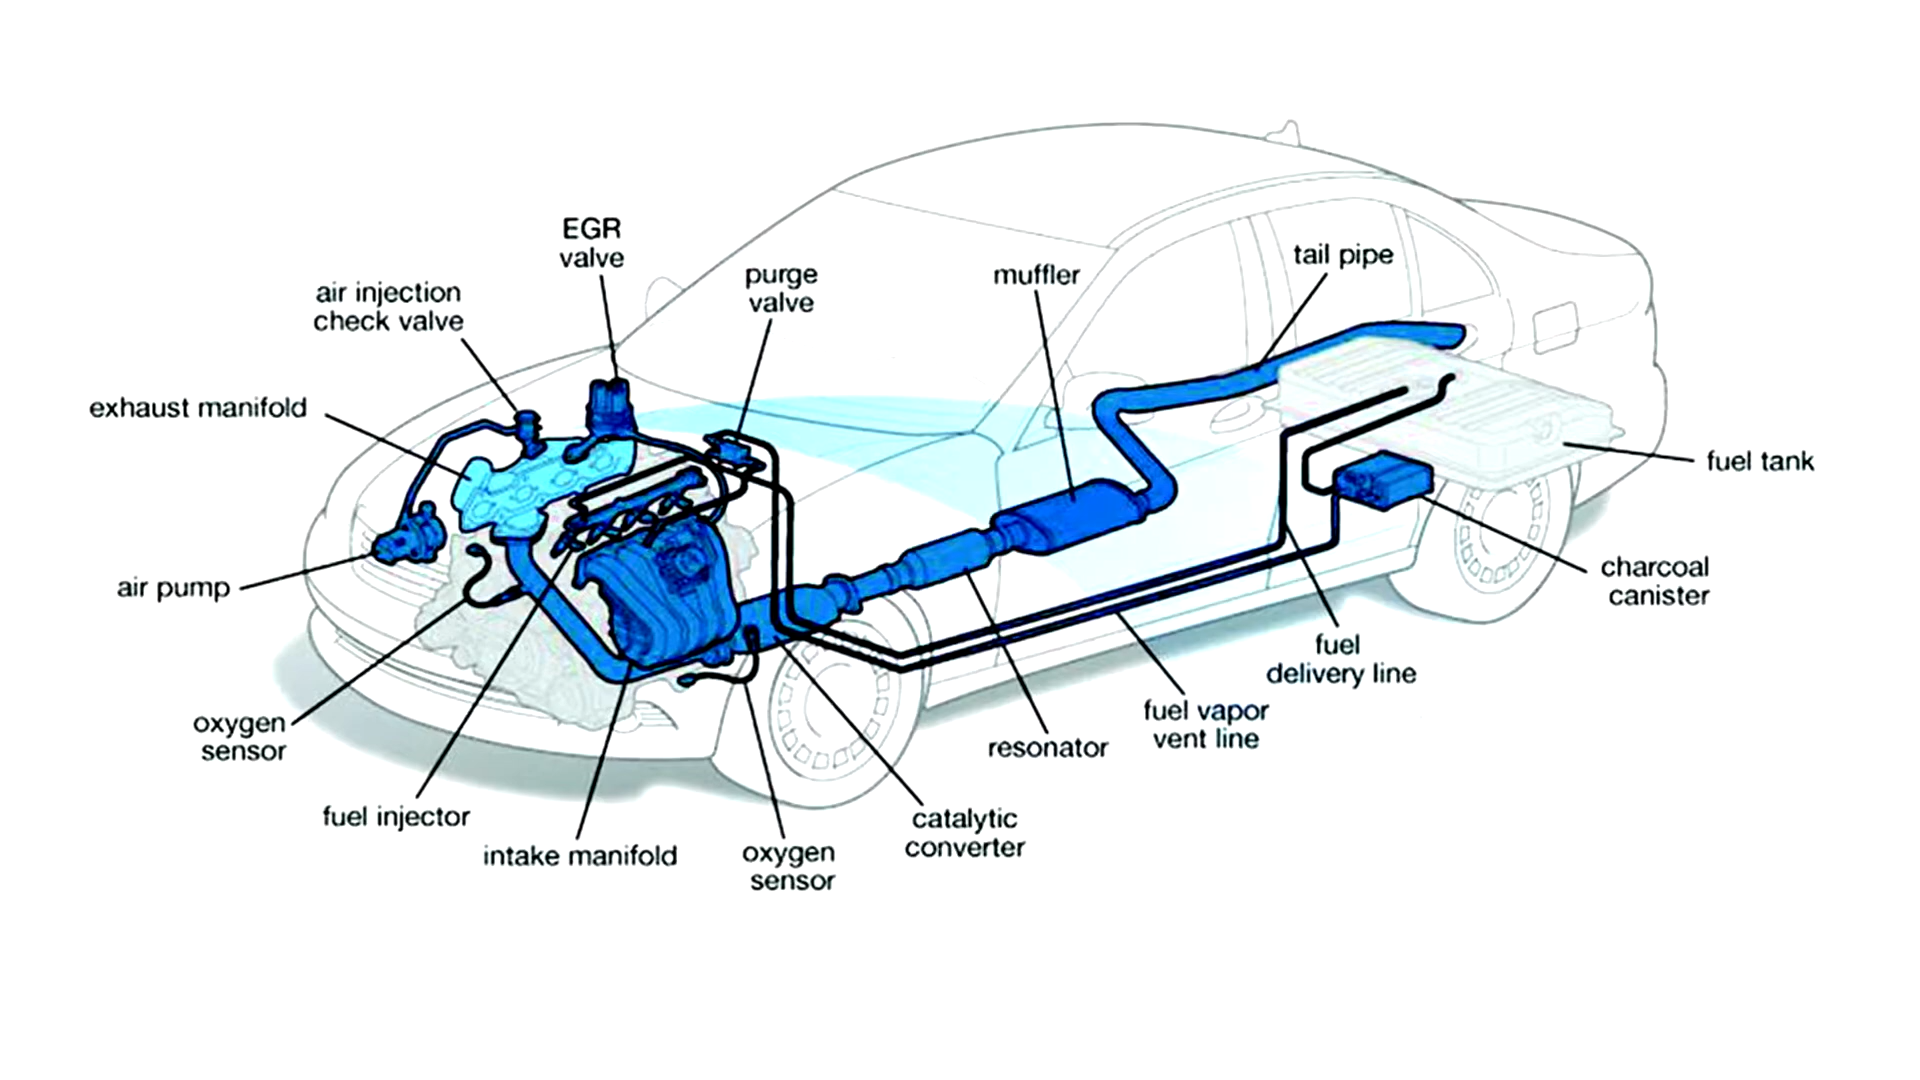 EGR
valve
air injection
check valve
purge
valve
muffler
tail pipe
exhaust manifold
fuel tank
air pump
charcoal
canister
fuel
delivery line
fuel vapor
vent line
oxygen
sensor
resonator
fuel injector
intake manifold
oxygen
sensor
catalytic
converter